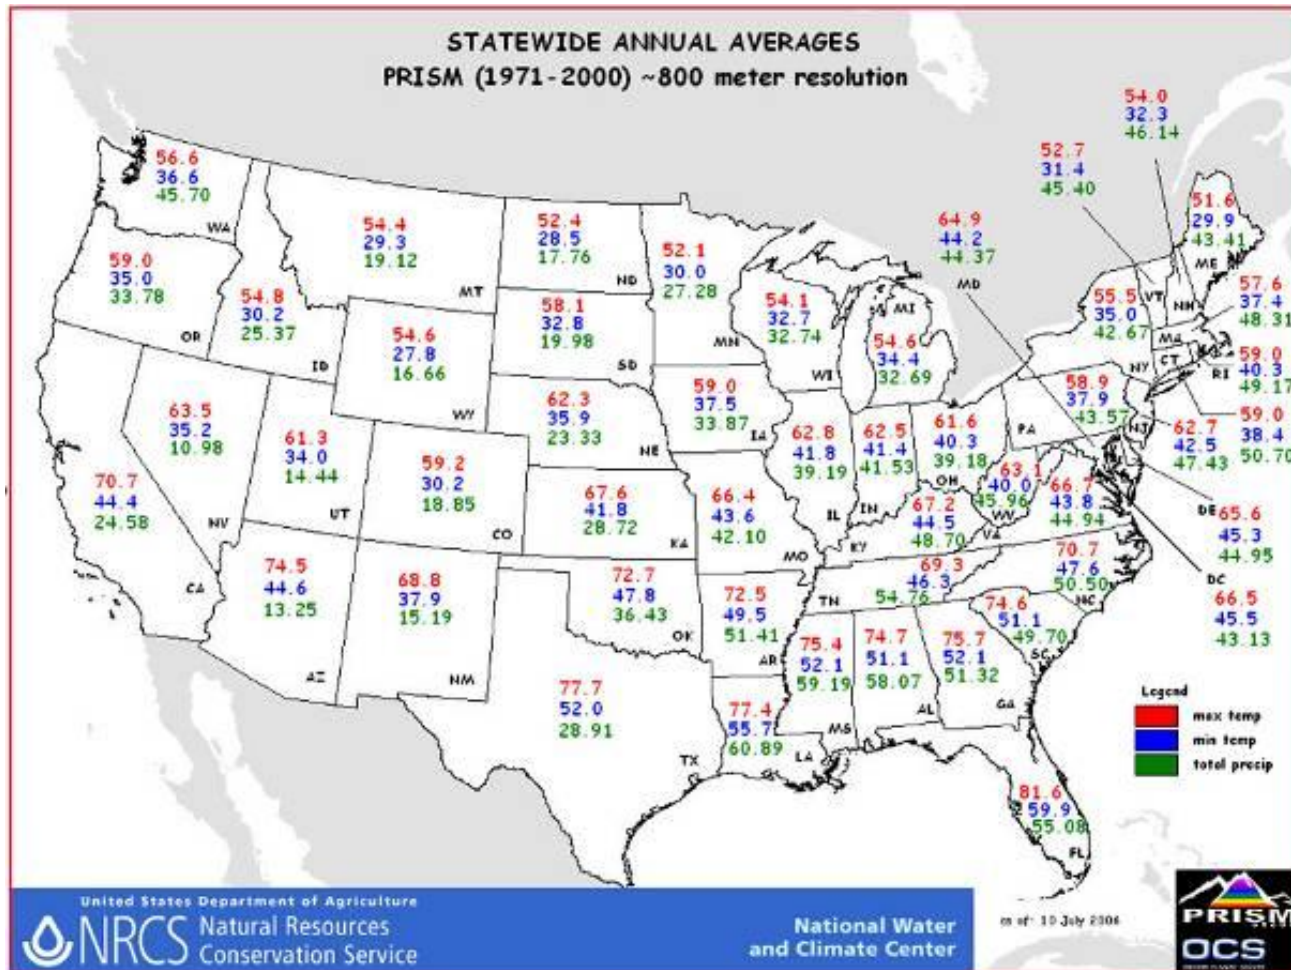 STATEWIDE ANNUAL AVERAGES
PRISM (1971-2000) ~800 meter resolution
54.0
32.3
46.14
52.7
31.4
45.40
64.9
44.2
44.37
MD
56.6
36.6
45.70
WA
54.4
29.3
19.12
MT
52.4
28.5
17.76
ND
52.1
30.0
27.28
MN
51.6
29.9
43.41
ME
59.0
35.0
33.78
OR
54.8
30.2
25.37
ID
54.6
27.8
16.66
WY
58.1
32.8
19.98
SD
54.1
32.7
32.74
WI
MI
54.6
34.4
32.69
55.5
35.0
42.67
NY
VT
NH
57.6
37.4
48.31
MA
CT
RI
59.0
40.3
49.17
59.0
38.4
50.70
63.5
35.2
10.98
NV
61.3
34.0
14.44
UT
59.2
30.2
18.85
CO
62.3
35.9
23.33
NE
59.0
37.5
33.87
IA
62.8
41.8
39.19
IL
62.5
41.4
41.53
IN
61.6
40.3
39.18
OH
58.9
37.9
43.57
PA
NJ
62.7
42.5
47.43
70.7
44.4
24.58
CA
67.6
41.8
28.72
KA
66.4
43.6
42.10
MO
67.2
44.5
48.70
KY
63.1
40.0
45.96
WV
66.7
43.8
44.94
VA
DE
65.6
45.3
44.95
74.5
44.6
13.25
AZ
68.8
37.9
15.19
NM
72.7
47.8
36.43
OK
72.5
49.5
51.41
AR
69.3
46.3
54.76
TN
70.7
47.6
50.50
NC
DC
66.5
45.5
43.13
77.7
52.0
28.91
TX
77.4
55.7
60.89
LA
75.4
52.1
59.19
MS
74.7
51.1
58.07
AL
75.7
52.1
51.32
GA
74.6
51.1
49.70
SC
81.6
59.9
55.08
FL
Legend
max temp
min temp
total precip
United States Department of Agriculture
NRCS Natural Resources
Conservation Service
National Water
and Climate Center
as of- 10 July 2006
PRISM
OCS